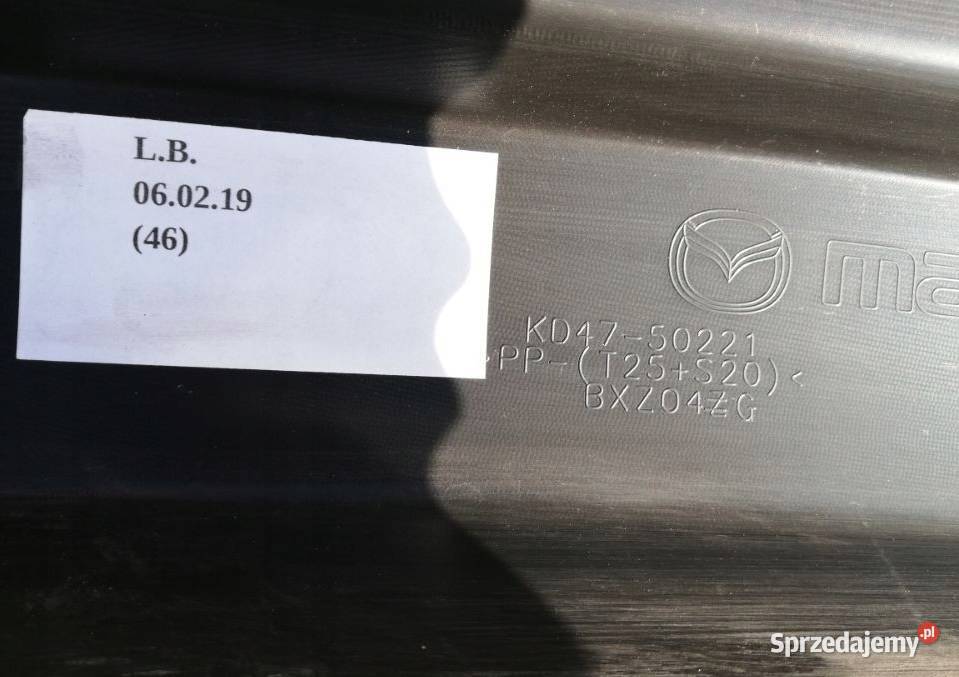 L.B.
06.02.19
(46)
ma
KD47-50221
>PP-(T25+S20)<
BXZ04ZG
Sprzedajemy.pl